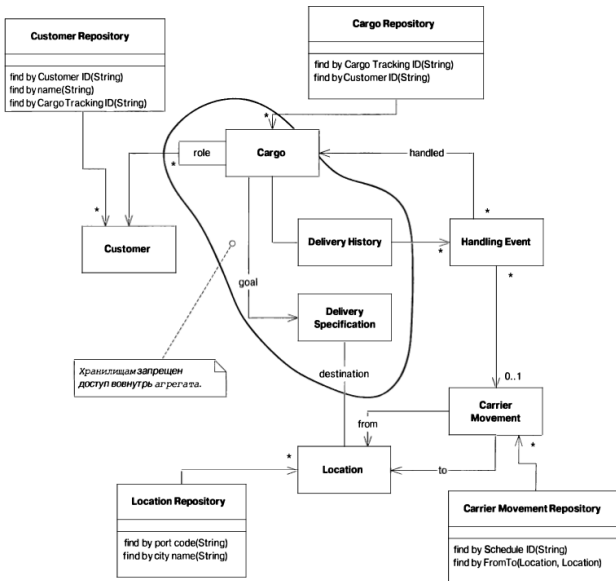 Cargo Repository
find by Cargo Tracking ID(String)
find by Customer ID(String)
Customer Repository
find by Customer ID(String)
find by name(String)
find by Cargo Tracking ID(String)
*
role
*
Cargo
handled
*
Customer
Delivery History
*
*
Handling Event
*
goal
Delivery
Specification
Хранилищам запрещен
доступ вовнутрь агрегата.
destination
0..1
from
Carrier
Movement
*
*
Location
to
Location Repository
find by port code(String)
find by city name(String)
Carrier Movement Repository
find by Schedule ID(String)
find by FromTo(Location, Location)